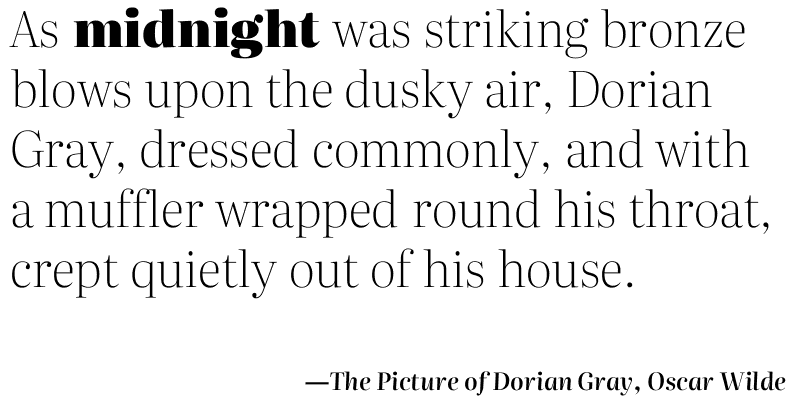 As midnight was striking bronze
blows upon the dusky air, Dorian
Gray, dressed commonly, and with
a muffler wrapped round his throat,
crept quietly out of his house.
—The Picture of Dorian Gray, Oscar Wilde